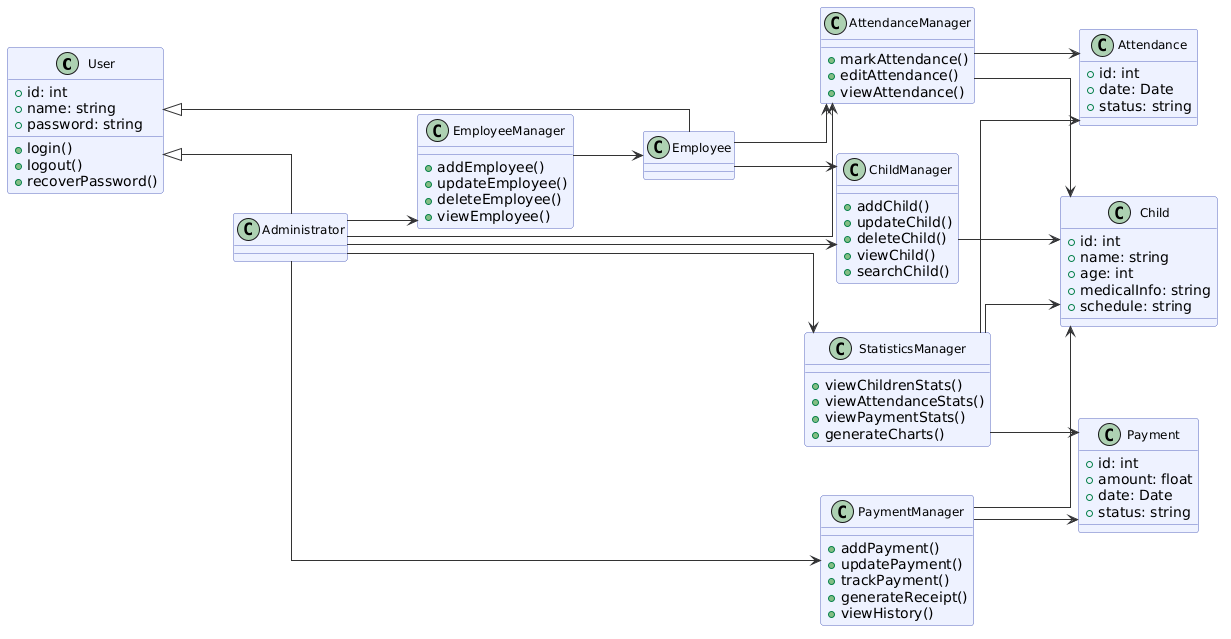 C User
id: int
name: string
password: string
login()
logout()
recoverPassword()
C Administrator
C EmployeeManager
addEmployee()
updateEmployee()
deleteEmployee()
viewEmployee()
C Employee
C AttendanceManager
markAttendance()
editAttendance()
viewAttendance()
C ChildManager
addChild()
updateChild()
deleteChild()
viewChild()
searchChild()
C StatisticsManager
viewChildrenStats()
viewAttendanceStats()
viewPaymentStats()
generateCharts()
C PaymentManager
addPayment()
updatePayment()
trackPayment()
generateReceipt()
viewHistory()
C Attendance
id: int
date: Date
status: string
C Child
id: int
name: string
age: int
medicalInfo: string
schedule: string
C Payment
id: int
amount: float
date: Date
status: string